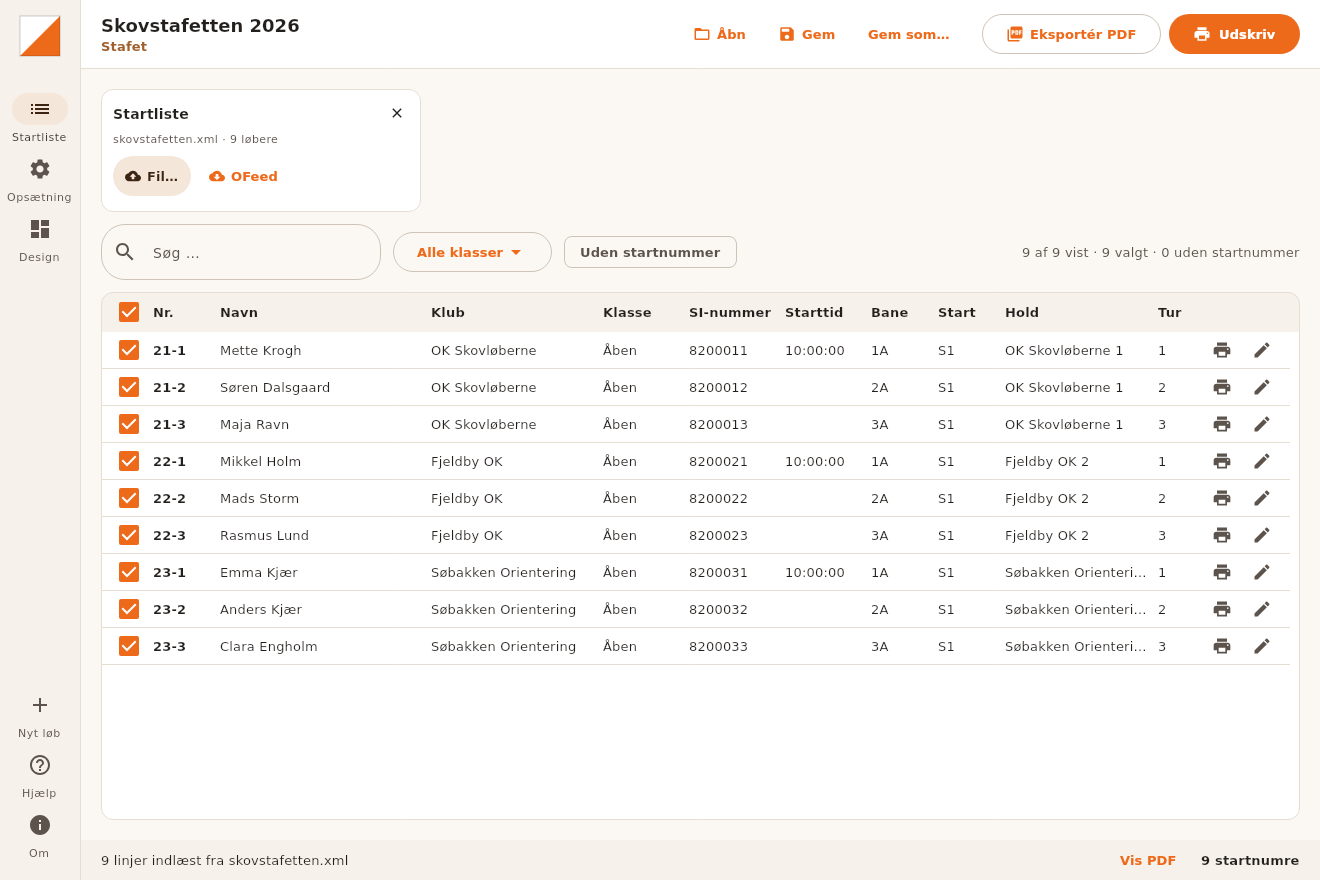 Skovstafetten 2026
Stafet
Åbn
Gem
Gem som...
PDF
Eksportér PDF
Udskriv
Startliste
Opsætning
Design
Startliste
skovstafetten.xml · 9 løbere
Fil...
OFeed
Søg ...
Alle klasser
Uden startnummer
9 af 9 vist · 9 valgt · 0 uden startnummer
Nr. Navn Klub Klasse SI-nummer Starttid Bane Start Hold Tur
21-1 Mette Krogh OK Skovløberne Åben 8200011 10:00:00 1A S1 OK Skovløberne 1 1
21-2 Søren Dalsgaard OK Skovløberne Åben 8200012 2A S1 OK Skovløberne 1 2
21-3 Maja Ravn OK Skovløberne Åben 8200013 3A S1 OK Skovløberne 1 3
22-1 Mikkel Holm Fjeldby OK Åben 8200021 10:00:00 1A S1 Fjeldby OK 2 1
22-2 Mads Storm Fjeldby OK Åben 8200022 2A S1 Fjeldby OK 2 2
22-3 Rasmus Lund Fjeldby OK Åben 8200023 3A S1 Fjeldby OK 2 3
23-1 Emma Kjær Søbakken Orientering Åben 8200031 10:00:00 1A S1 Søbakken Orienteri... 1
23-2 Anders Kjær Søbakken Orientering Åben 8200032 2A S1 Søbakken Orienteri... 2
23-3 Clara Engholm Søbakken Orientering Åben 8200033 3A S1 Søbakken Orienteri... 3
Nyt løb
Hjælp
Om
9 linjer indlæst fra skovstafetten.xml
Vis PDF
9 startnumre